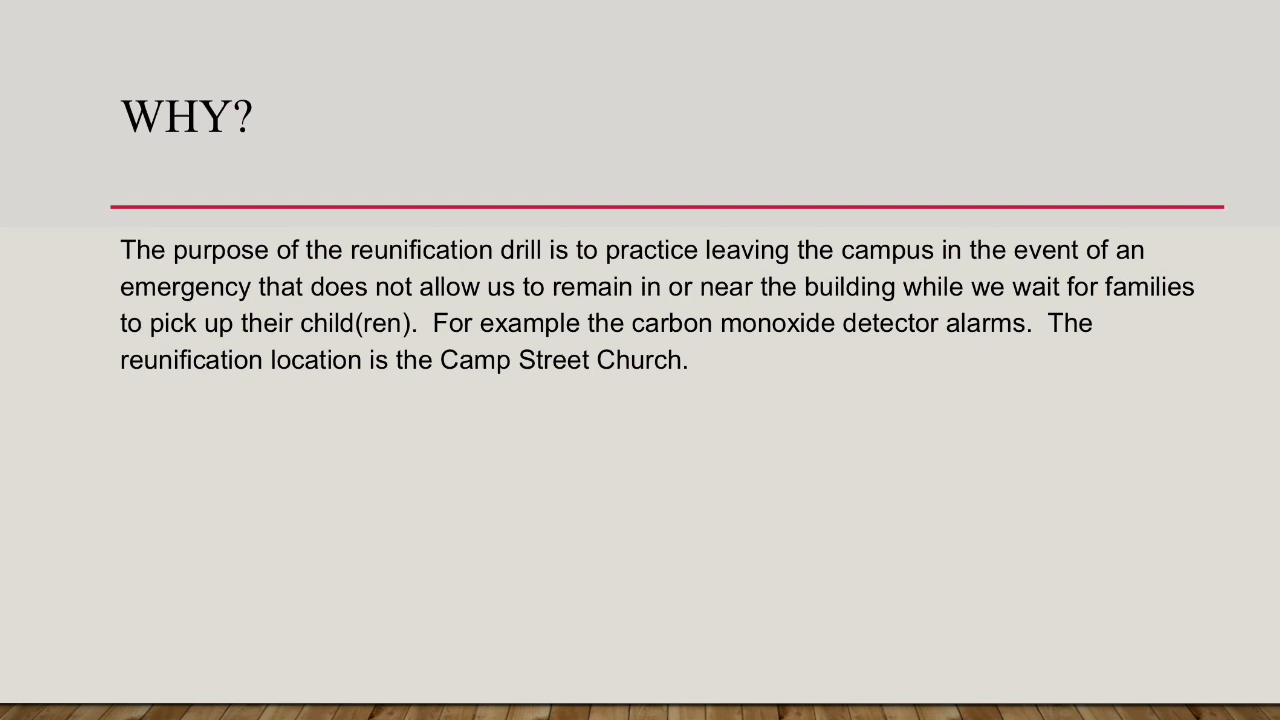 WHY?
The purpose of the reunification drill is to practice leaving the campus in the event of an
emergency that does not allow us to remain in or near the building while we wait for families
to pick up their child(ren).  For example the carbon monoxide detector alarms.  The
reunification location is the Camp Street Church.